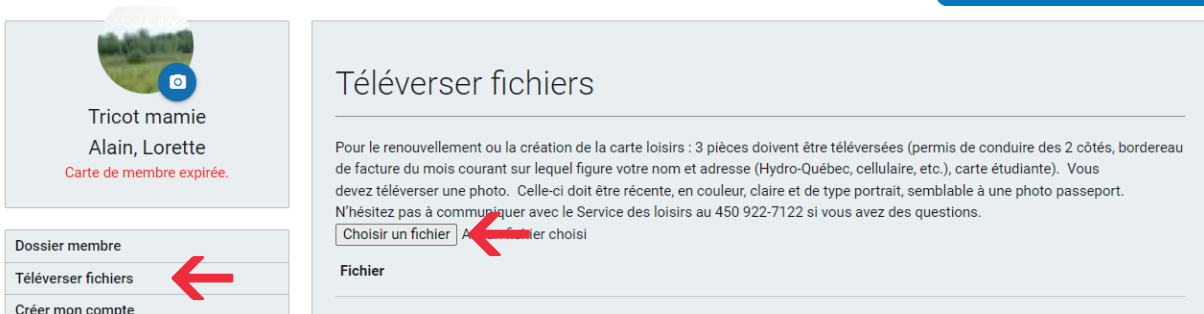 Tricot mamie
Alain, Lorette
Carte de membre expirée.
Dossier membre
Téléverser fichiers
Créer mon compte
Téléverser fichiers
Pour le renouvellement ou la création de la carte loisirs : 3 pièces doivent être téléversées (permis de conduire des 2 côtés, bordereau
de facture du mois courant sur lequel figure votre nom et adresse (Hydro-Québec, cellulaire, etc.), carte étudiante). Vous
devez téléverser une photo. Celle-ci doit être récente, en couleur, claire et de type portrait, semblable à une photo passeport.
N'hésitez pas à communiquer avec le Service des loisirs au 450 922-7122 si vous avez des questions.
Choisir un fichier choisi
Fichier